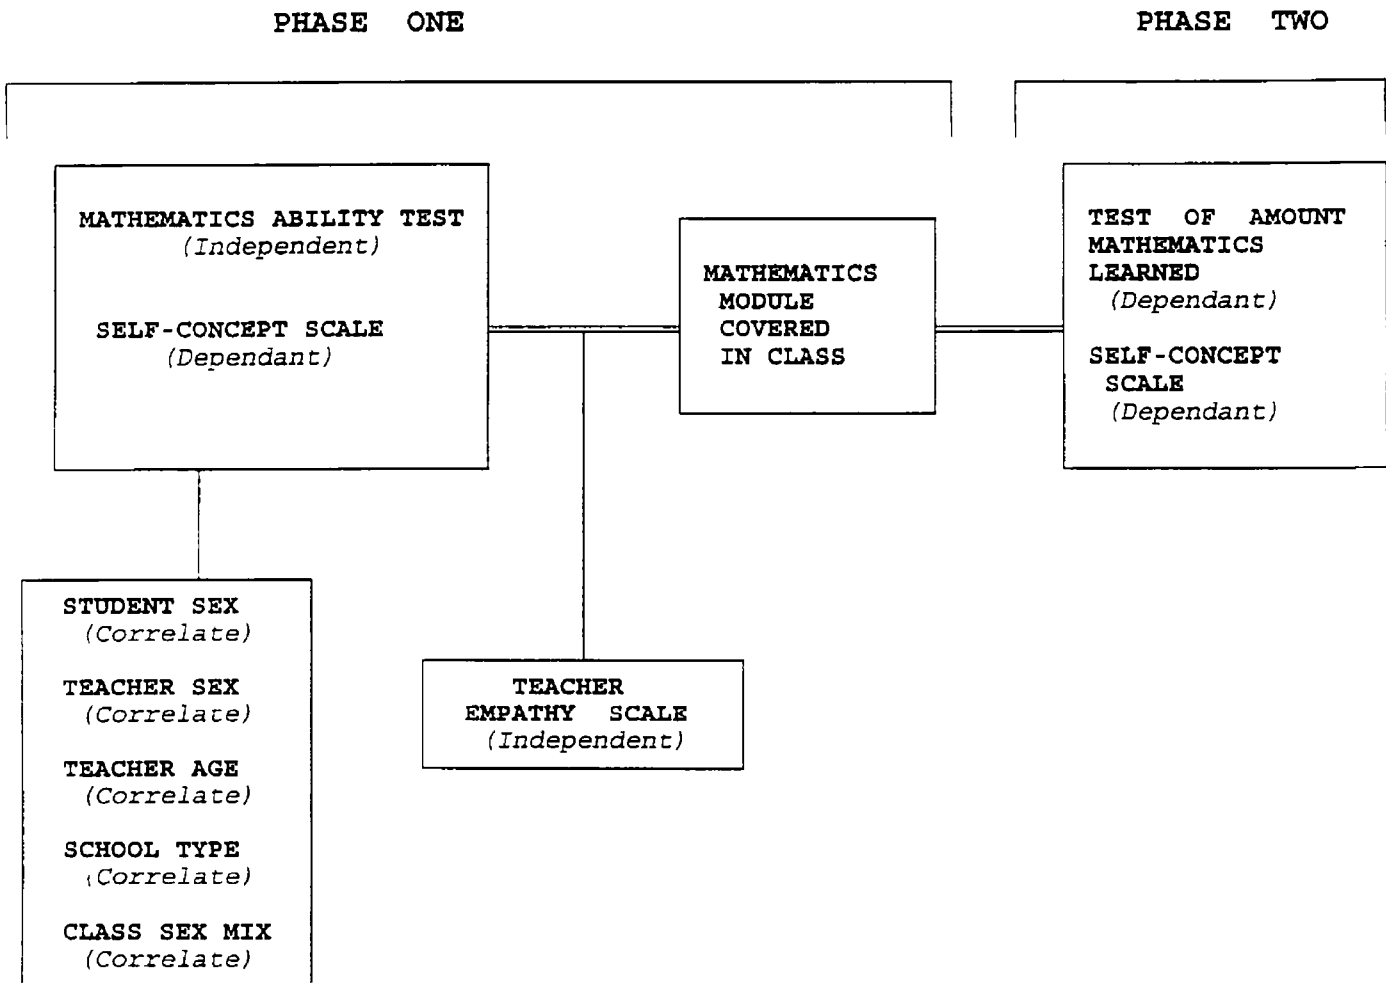 PHASE ONE
PHASE TWO
MATHEMATICS ABILITY TEST
(Independent)
SELF-CONCEPT SCALE
(Dependant)
MATHEMATICS
MODULE
COVERED
IN CLASS
TEST OF AMOUNT
MATHEMATICS
LEARNED
(Dependant)
SELF-CONCEPT
SCALE
(Dependant)
STUDENT SEX
(Correlate)
TEACHER SEX
(Correlate)
TEACHER AGE
(Correlate)
SCHOOL TYPE
(Correlate)
CLASS SEX MIX
(Correlate)
TEACHER
EMPATHY SCALE
(Independent)